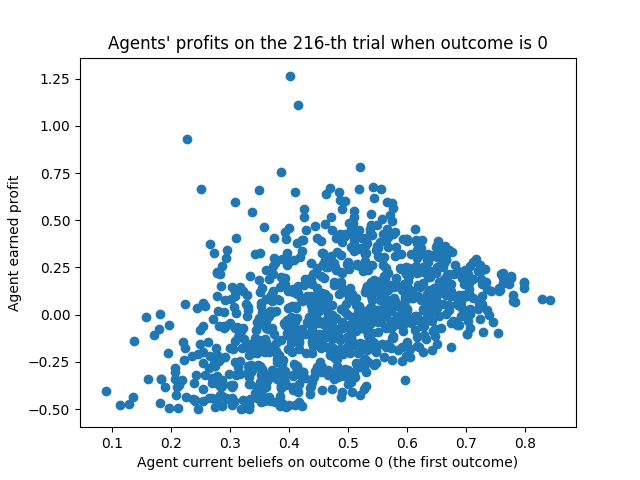 Agents' profits on the 216-th trial when outcome is 0
1.25
1.00
0.75
0.50
0.25
0.00
−0.25
−0.50
Agent earned profit
0.1 0.2 0.3 0.4 0.5 0.6 0.7 0.8
Agent current beliefs on outcome 0 (the first outcome)